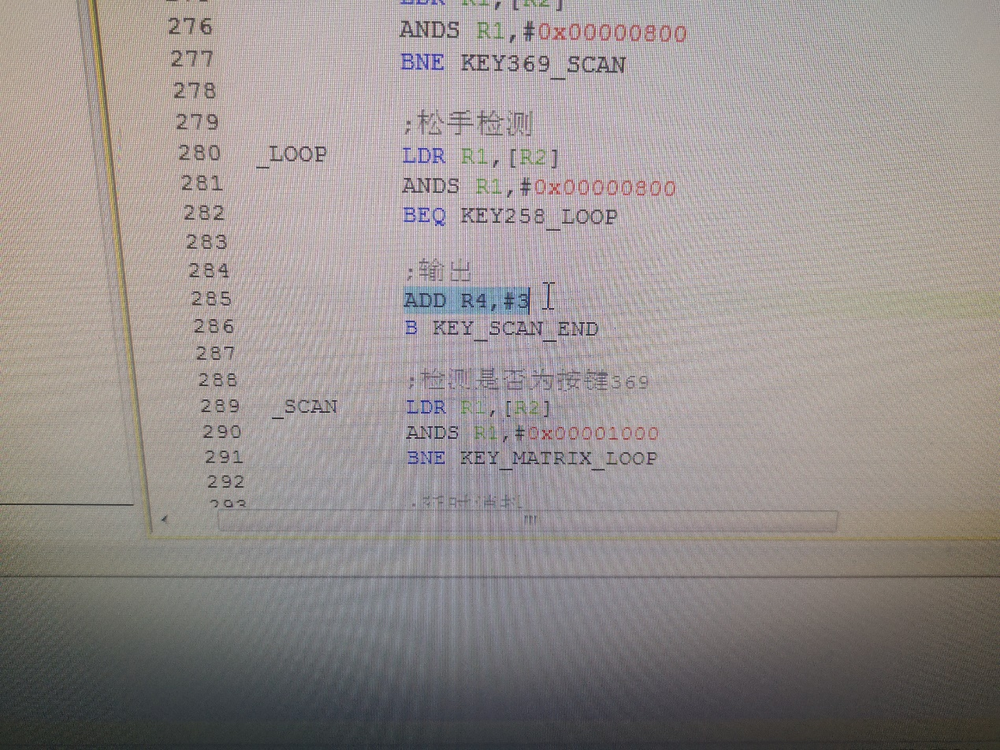 LDR R1,[R2]
276 ANDS R1,#0x00000800
277 BNE KEY369_SCAN
278
279 ;松手检测
280 _LOOP LDR R1,[R2]
281 ANDS R1,#0x00000800
282 BEQ KEY258_LOOP
283
284 ;输出
285 ADD R4,#3
286 B KEY_SCAN_END
287
288 ;检测是否为按键369
289 _SCAN LDR R1,[R2]
290 ANDS R1,#0x00001000
291 BNE KEY_MATRIX_LOOP
292
293